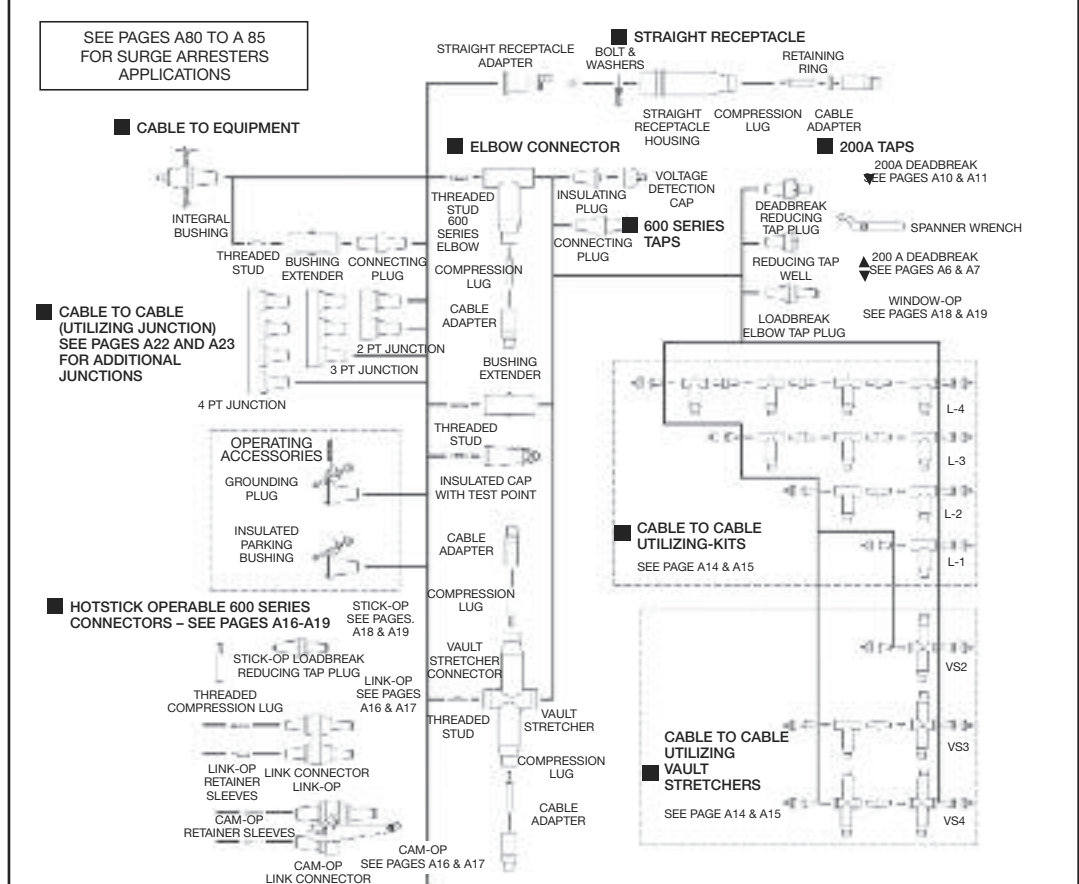 SEE PAGES A80 TO A 85
FOR SURGE ARRESTERS
APPLICATIONS
STRAIGHT RECEPTACLE
STRAIGHT RECEPTACLE
ADAPTER
BOLT &
WASHERS
RETAINING
RING
STRAIGHT
RECEPTACLE
HOUSING
COMPRESSION
LUG
CABLE
ADAPTER
CABLE TO EQUIPMENT
INTEGRAL
BUSHING
THREADED
STUD
BUSHING
EXTENDER
CONNECTING
PLUG
ELBOW CONNECTOR
THREADED
STUD
600
SERIES
ELBOW
INSULATING
PLUG
VOLTAGE
DETECTION
CAP
CONNECTING
PLUG
600 SERIES
TAPS
COMPRESSION
LUG
CABLE
ADAPTER
200A TAPS
200A DEADBREAK
SEE PAGES A10 & A11
DEADBREAK
REDUCING
TAP PLUG
SPANNER WRENCH
REDUCING TAP
WELL
200 A DEADBREAK
SEE PAGES A6 & A7
LOADBREAK
ELBOW TAP PLUG
WINDOW-OP
SEE PAGES A18 & A19
CABLE TO CABLE
(UTILIZING JUNCTION)
SEE PAGES A22 AND A23
FOR ADDITIONAL
JUNCTIONS
2 PT JUNCTION
3 PT JUNCTION
4 PT JUNCTION
BUSHING
EXTENDER
THREADED
STUD
INSULATED CAP
WITH TEST POINT
OPERATING
ACCESSORIES
GROUNDING
PLUG
INSULATED
PARKING
BUSHING
CABLE
ADAPTER
COMPRESSION
LUG
L-4
L-3
L-2
L-1
CABLE TO CABLE
UTILIZING-KITS
SEE PAGE A14 & A15
HOTSTICK OPERABLE 600 SERIES
CONNECTORS – SEE PAGES A16-A19
STICK-OP
SEE PAGES.
A18 & A19
STICK-OP LOADBREAK
REDUCING TAP PLUG
THREADED
COMPRESSION LUG
LINK-OP
SEE PAGES
A16 & A17
VAULT
STRETCHER
CONNECTOR
THREADED
STUD
VAULT
STRETCHER
COMPRESSION
LUG
CABLE
ADAPTER
LINK-OP
RETAINER
SLEEVES
LINK CONNECTOR
LINK-OP
CAM-OP
RETAINER SLEEVES
CAM-OP
LINK CONNECTOR
CAM-OP
SEE PAGES A16 & A17
VS2
VS3
VS4
CABLE TO CABLE
UTILIZING
VAULT
STRETCHERS
SEE PAGE A14 & A15